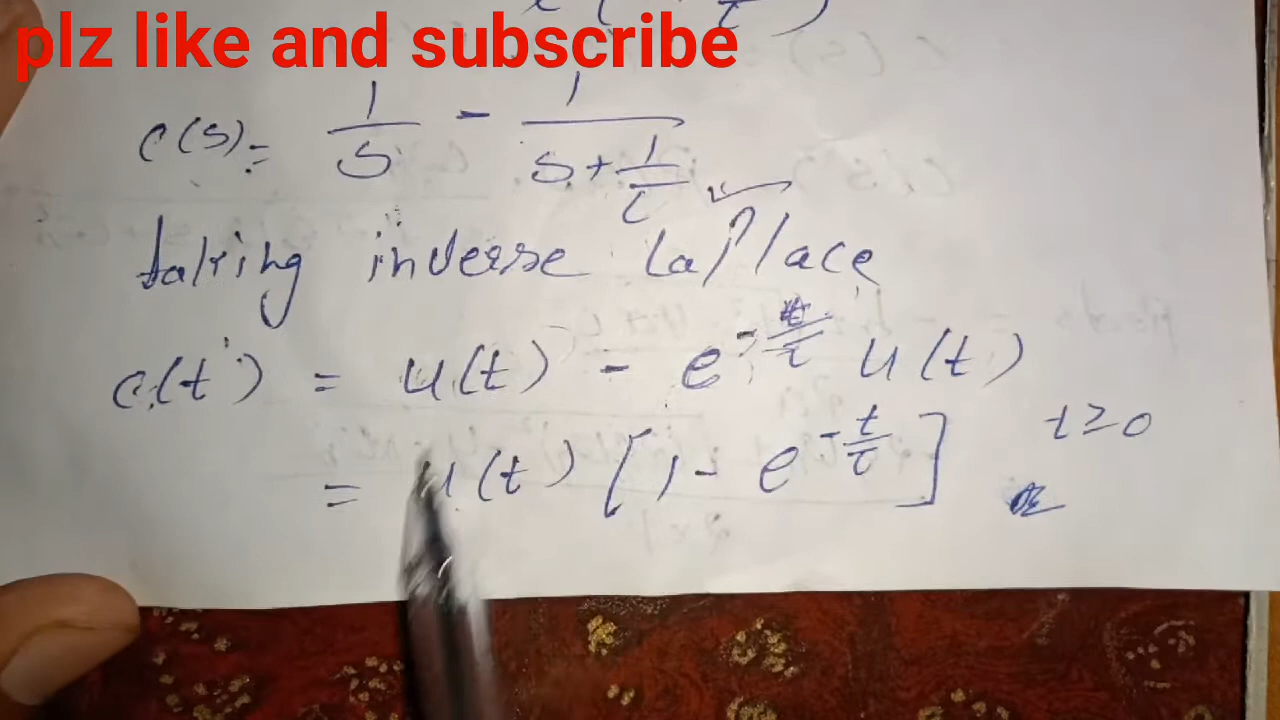 plz like and subscribe
C(S) = 1/S - 1/(S + 1/τ)
taking inverse laplace
c(t) = u(t) - e^(-t/τ) u(t)
= u(t) [1 - e^(-t/τ)] t ≥ 0